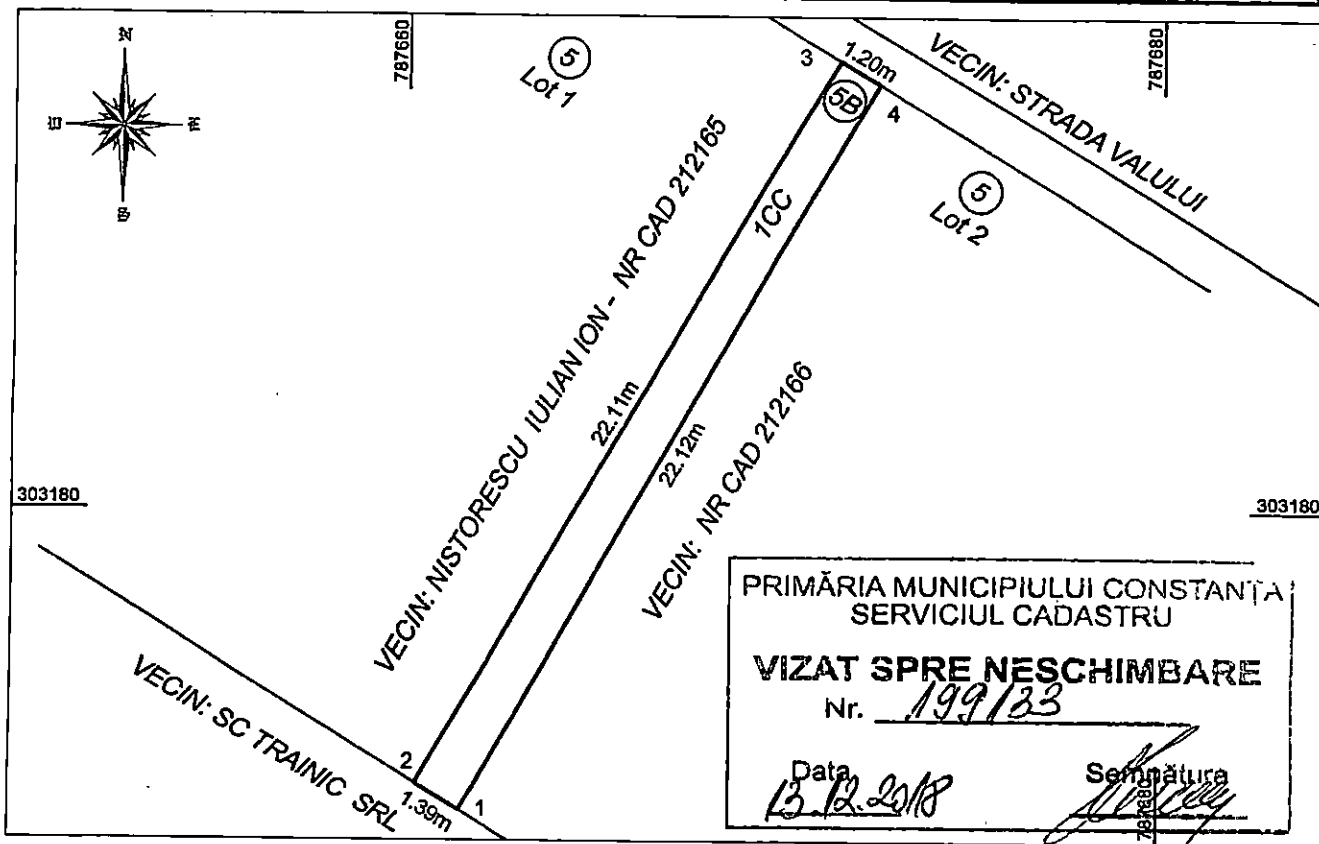 N
E
S
787660
5
Lot 1
3
1.20m
5B
4
VECIN: STRADA VALULUI
787680
5
Lot 2
1CC
VECIN: NISTORESCU IULIAN ION - NR CAD 212165
22.11m
22.12m
VECIN: NR CAD 212166
303180
303180
VECIN: SC TRAINIC SRL
2
1.39m
1
PRIMĂRIA MUNICIPIULUI CONSTANȚA
SERVICIUL CADASTRU
VIZAT SPRE NESCHIMBARE
Nr. 199/33
Data Semnătura
13.12.2018
787680